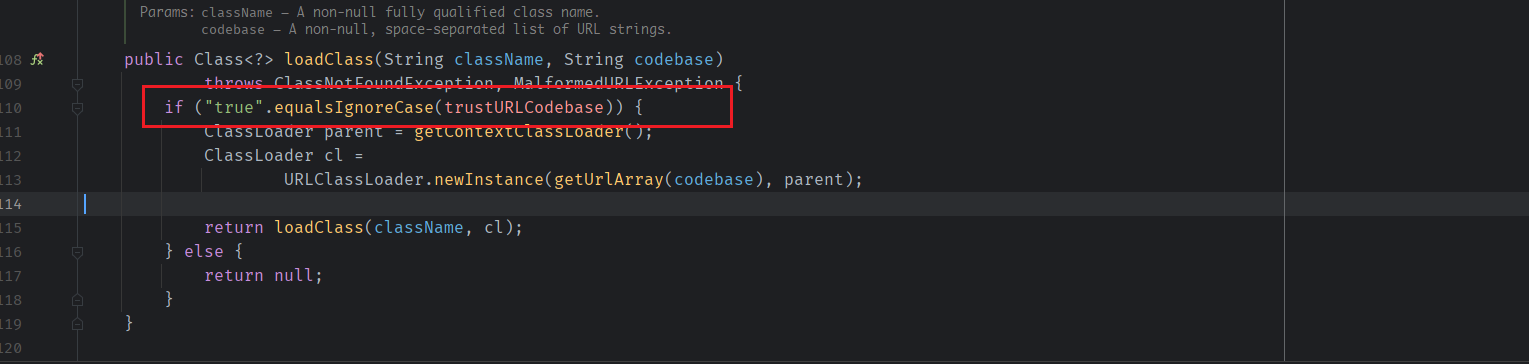 Params: className – A non-null fully qualified class name.
codebase – A non-null, space-separated list of URL strings.
108 public Class<?> loadClass(String className, String codebase)
109 throws ClassNotFoundException, MalformedURLException {
110 if ("true".equalsIgnoreCase(trustURLCodebase)) {
111 ClassLoader parent = getContextClassLoader();
112 ClassLoader cl =
113 URLClassLoader.newInstance(getUrlArray(codebase), parent);
114
115 return loadClass(className, cl);
116 } else {
117 return null;
118 }
119 }
120